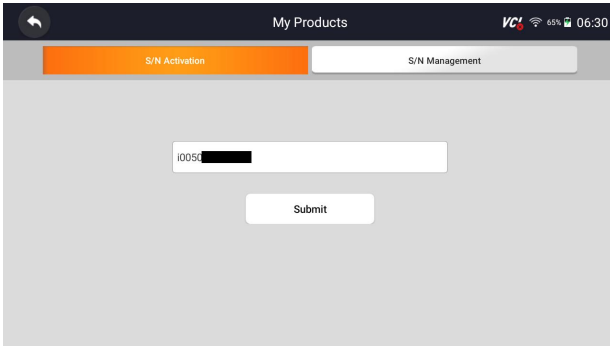 My Products
VCI
65%
06:30
S/N Activation
S/N Management
i0050
Submit